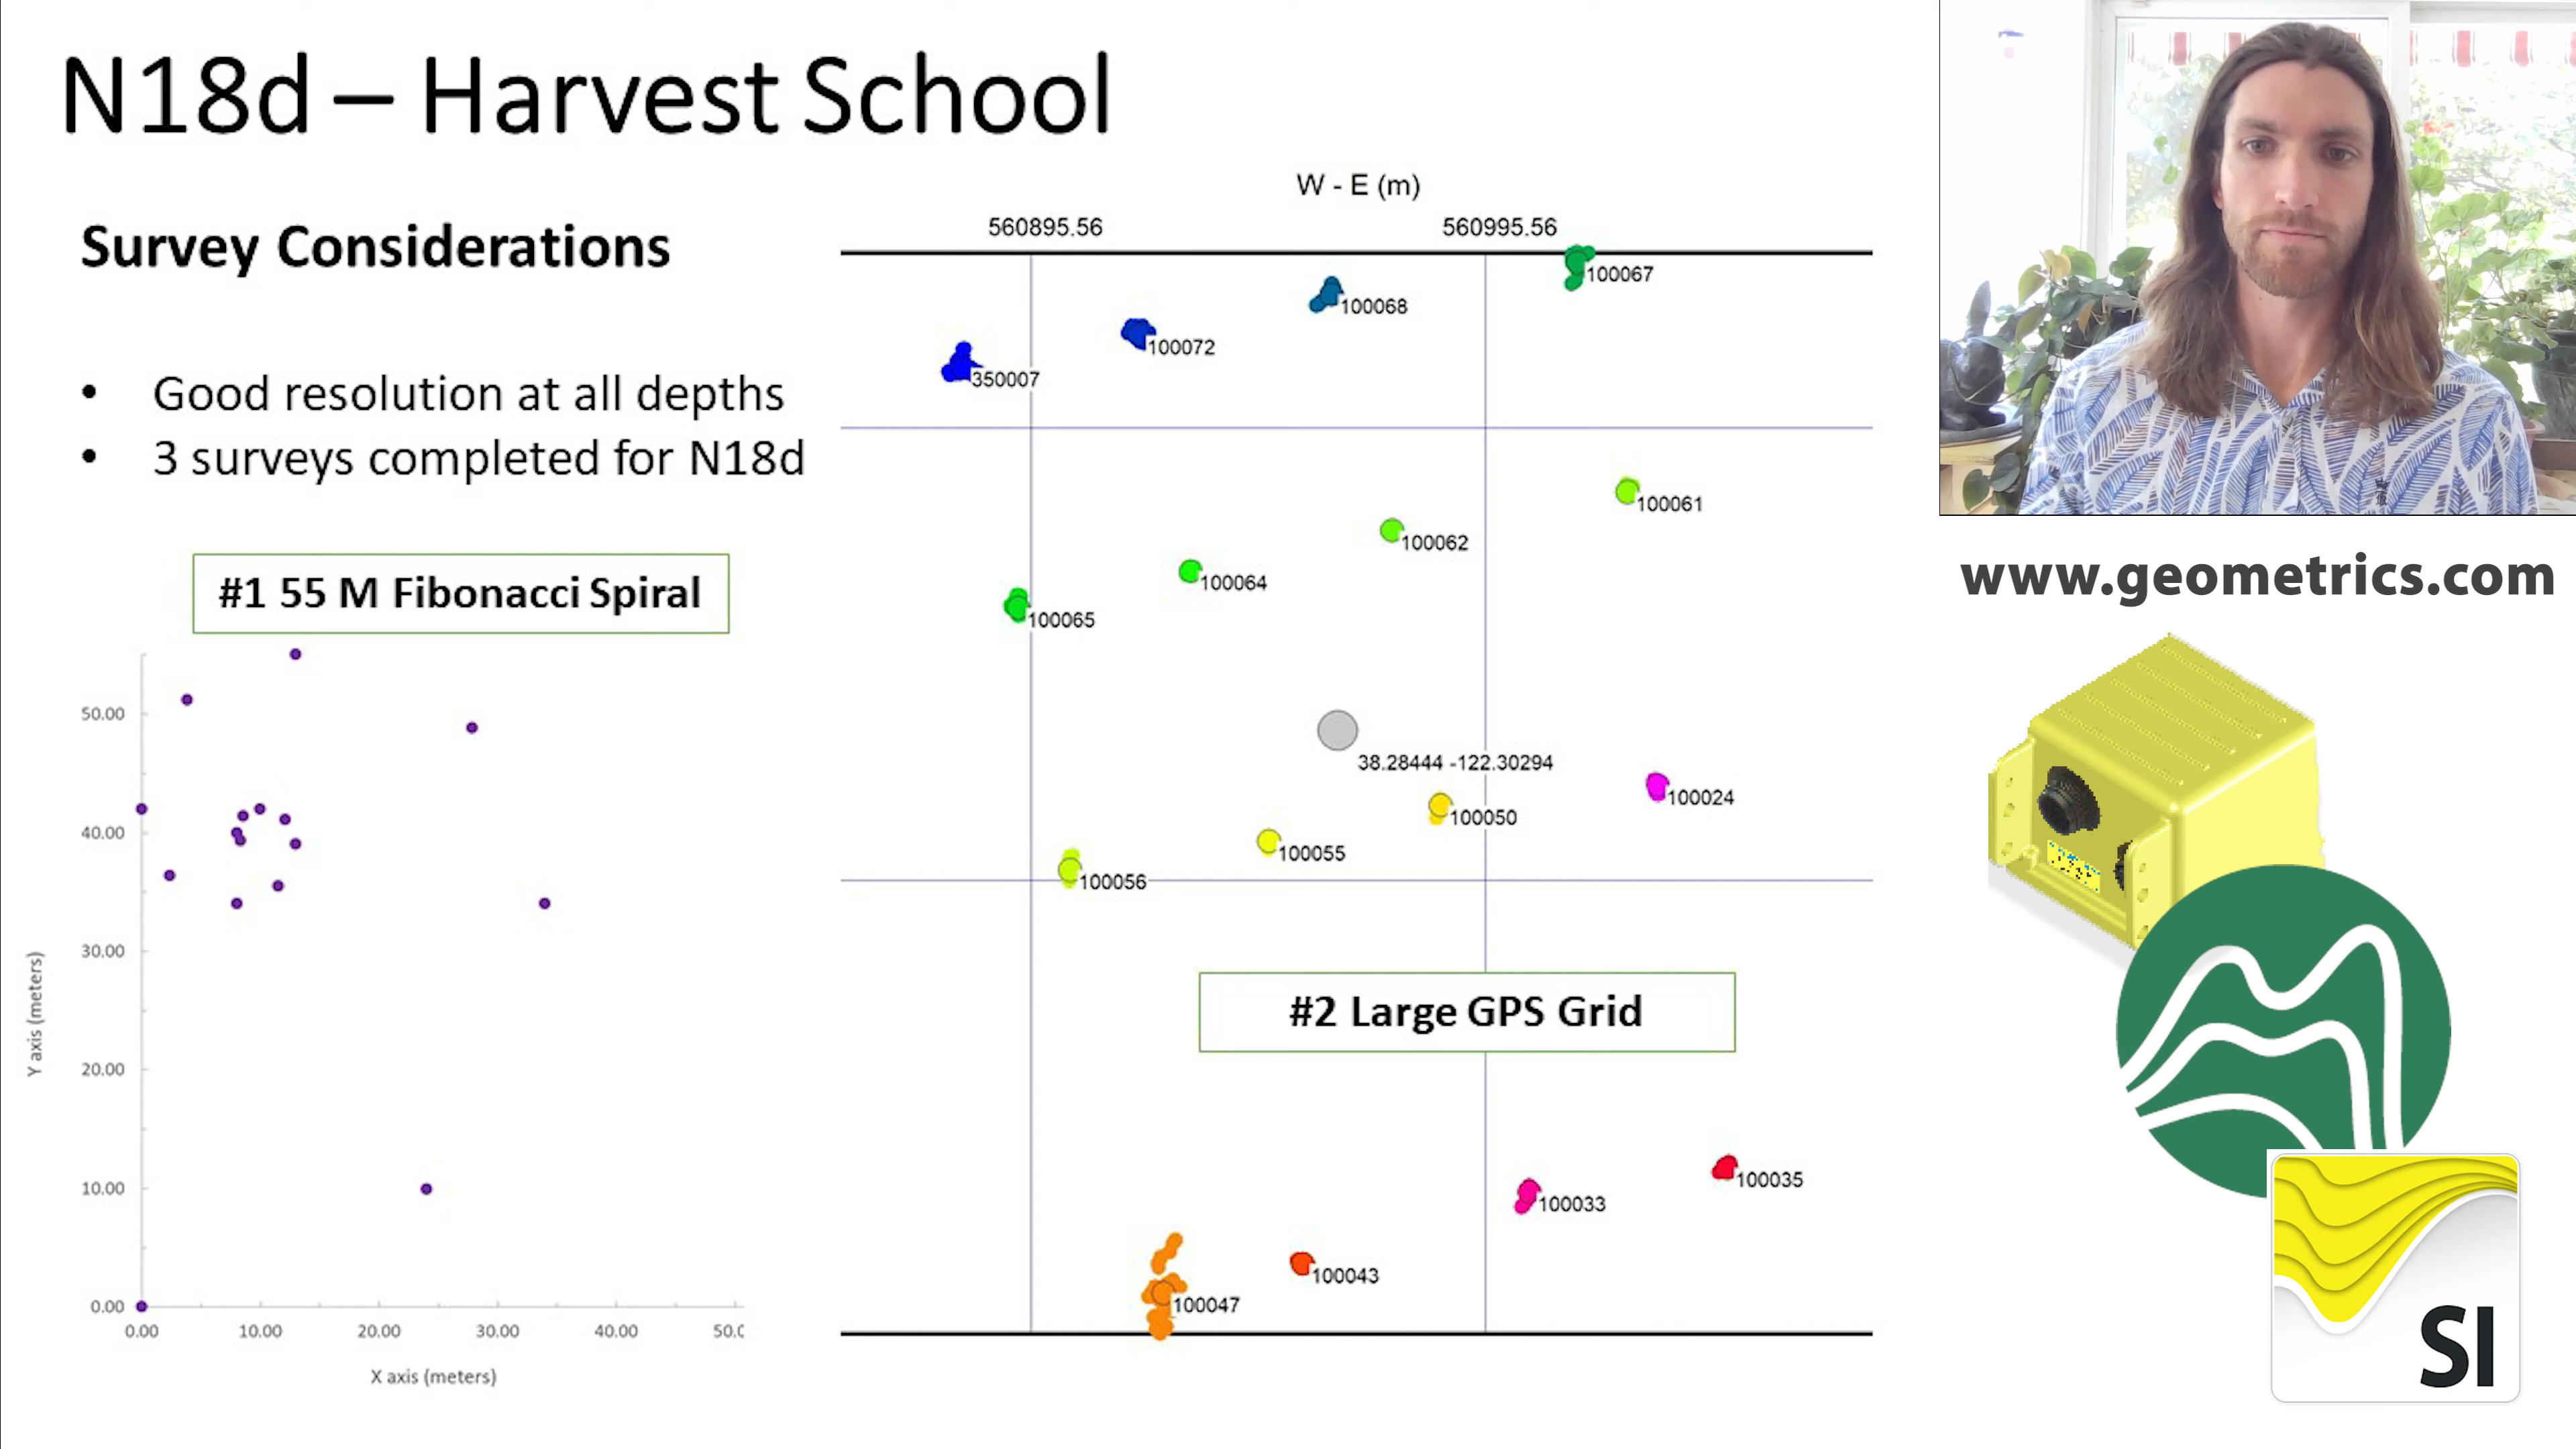 N18d – Harvest School
Survey Considerations
• Good resolution at all depths
• 3 surveys completed for N18d
#1 55 M Fibonacci Spiral
50.00
40.00
30.00
20.00
10.00
0.00
Y axis (meters)
0.00 10.00 20.00 30.00 40.00 50.0
X axis (meters)
W - E (m)
560895.56 560995.56
100067
100068
100072
350007
100061
100062
100064
100065
38.28444 -122.30294
100024
100050
100055
100056
#2 Large GPS Grid
100035
100033
100043
100047
www.geometrics.com
SI